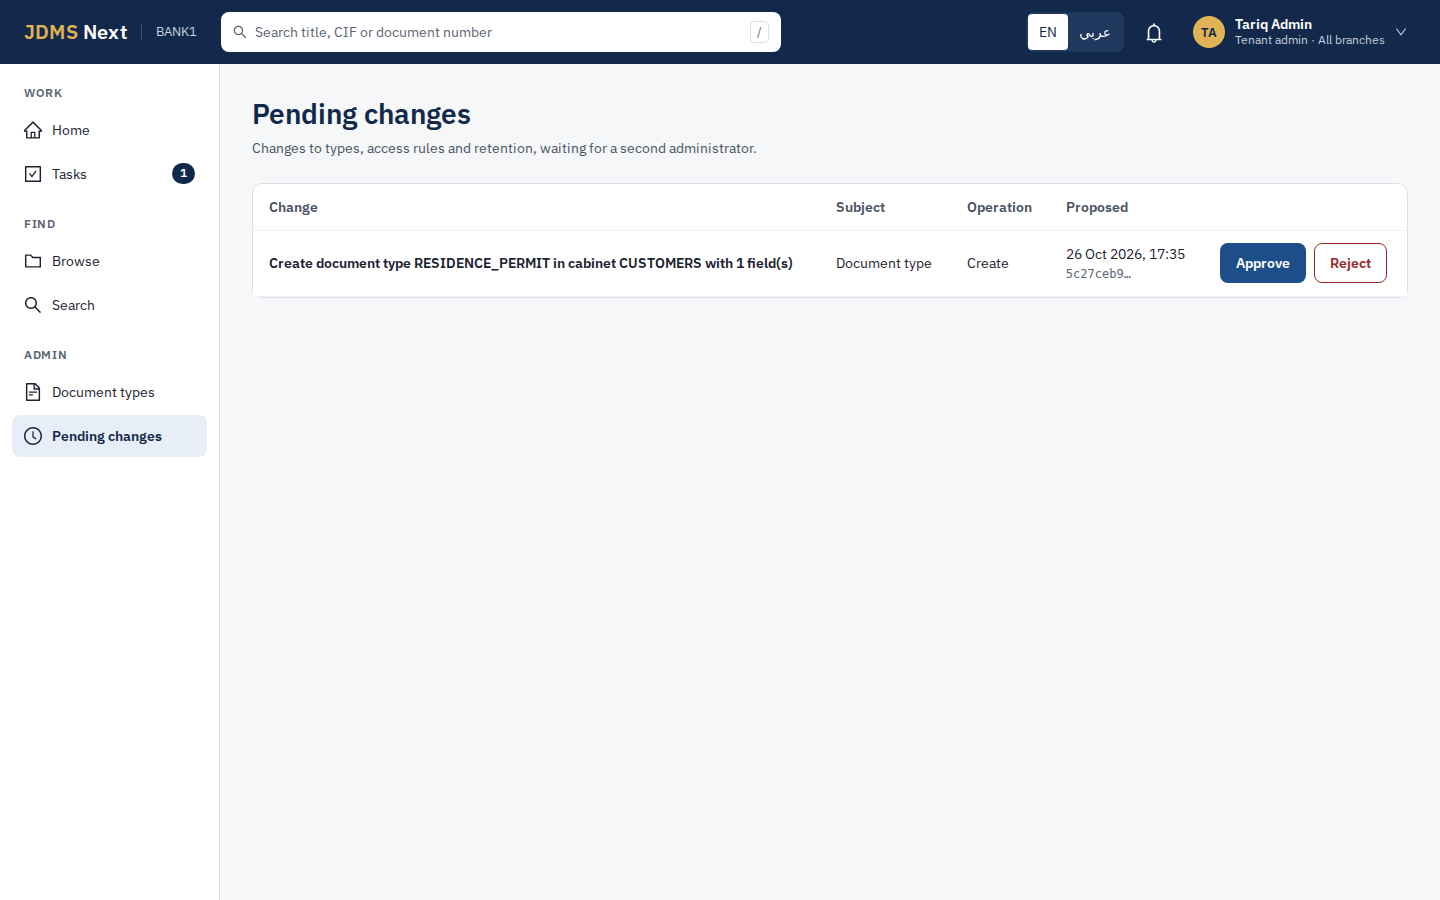 JDMS Next
BANK1
Search title, CIF or document number
/
EN
عربي
TA
Tariq Admin
Tenant admin · All branches
WORK
Home
Tasks
1
FIND
Browse
Search
ADMIN
Document types
Pending changes
Pending changes
Changes to types, access rules and retention, waiting for a second administrator.
Change Subject Operation Proposed
Create document type RESIDENCE_PERMIT in cabinet CUSTOMERS with 1 field(s) Document type Create 26 Oct 2026, 17:35
5c27ceb9…
Approve Reject